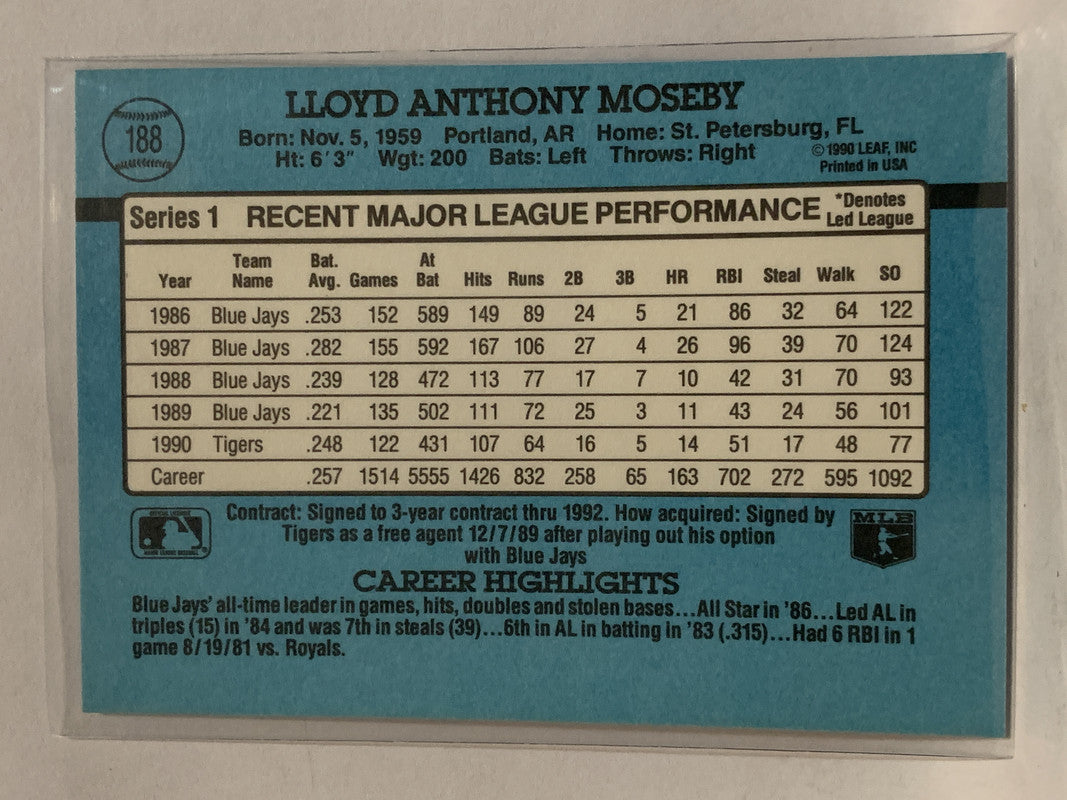 188
LLOYD ANTHONY MOSEBY
Born: Nov. 5, 1959 Portland, AR Home: St. Petersburg, FL
Ht: 6'3" Wgt: 200 Bats: Left Throws: Right
© 1990 LEAF, INC
Printed in USA
Series 1 RECENT MAJOR LEAGUE PERFORMANCE *Denotes Led League
Year Team Name Bat. Avg. Games At Bat Hits Runs 2B 3B HR RBI Steal Walk SO
1986 Blue Jays .253 152 589 149 89 24 5 21 86 32 64 122
1987 Blue Jays .282 155 592 167 106 27 4 26 96 39 70 124
1988 Blue Jays .239 128 472 113 77 17 7 10 42 31 70 93
1989 Blue Jays .221 135 502 111 72 25 3 11 43 24 56 101
1990 Tigers .248 122 431 107 64 16 5 14 51 17 48 77
Career .257 1514 5555 1426 832 258 65 163 702 272 595 1092
Contract: Signed to 3-year contract thru 1992. How acquired: Signed by
Tigers as a free agent 12/7/89 after playing out his option
with Blue Jays
MLB
CAREER HIGHLIGHTS
Blue Jays' all-time leader in games, hits, doubles and stolen bases...All Star in '86...Led AL in
triples (15) in '84 and was 7th in steals (39)...6th in AL in batting in '83 (.315)...Had 6 RBI in 1
game 8/19/81 vs. Royals.